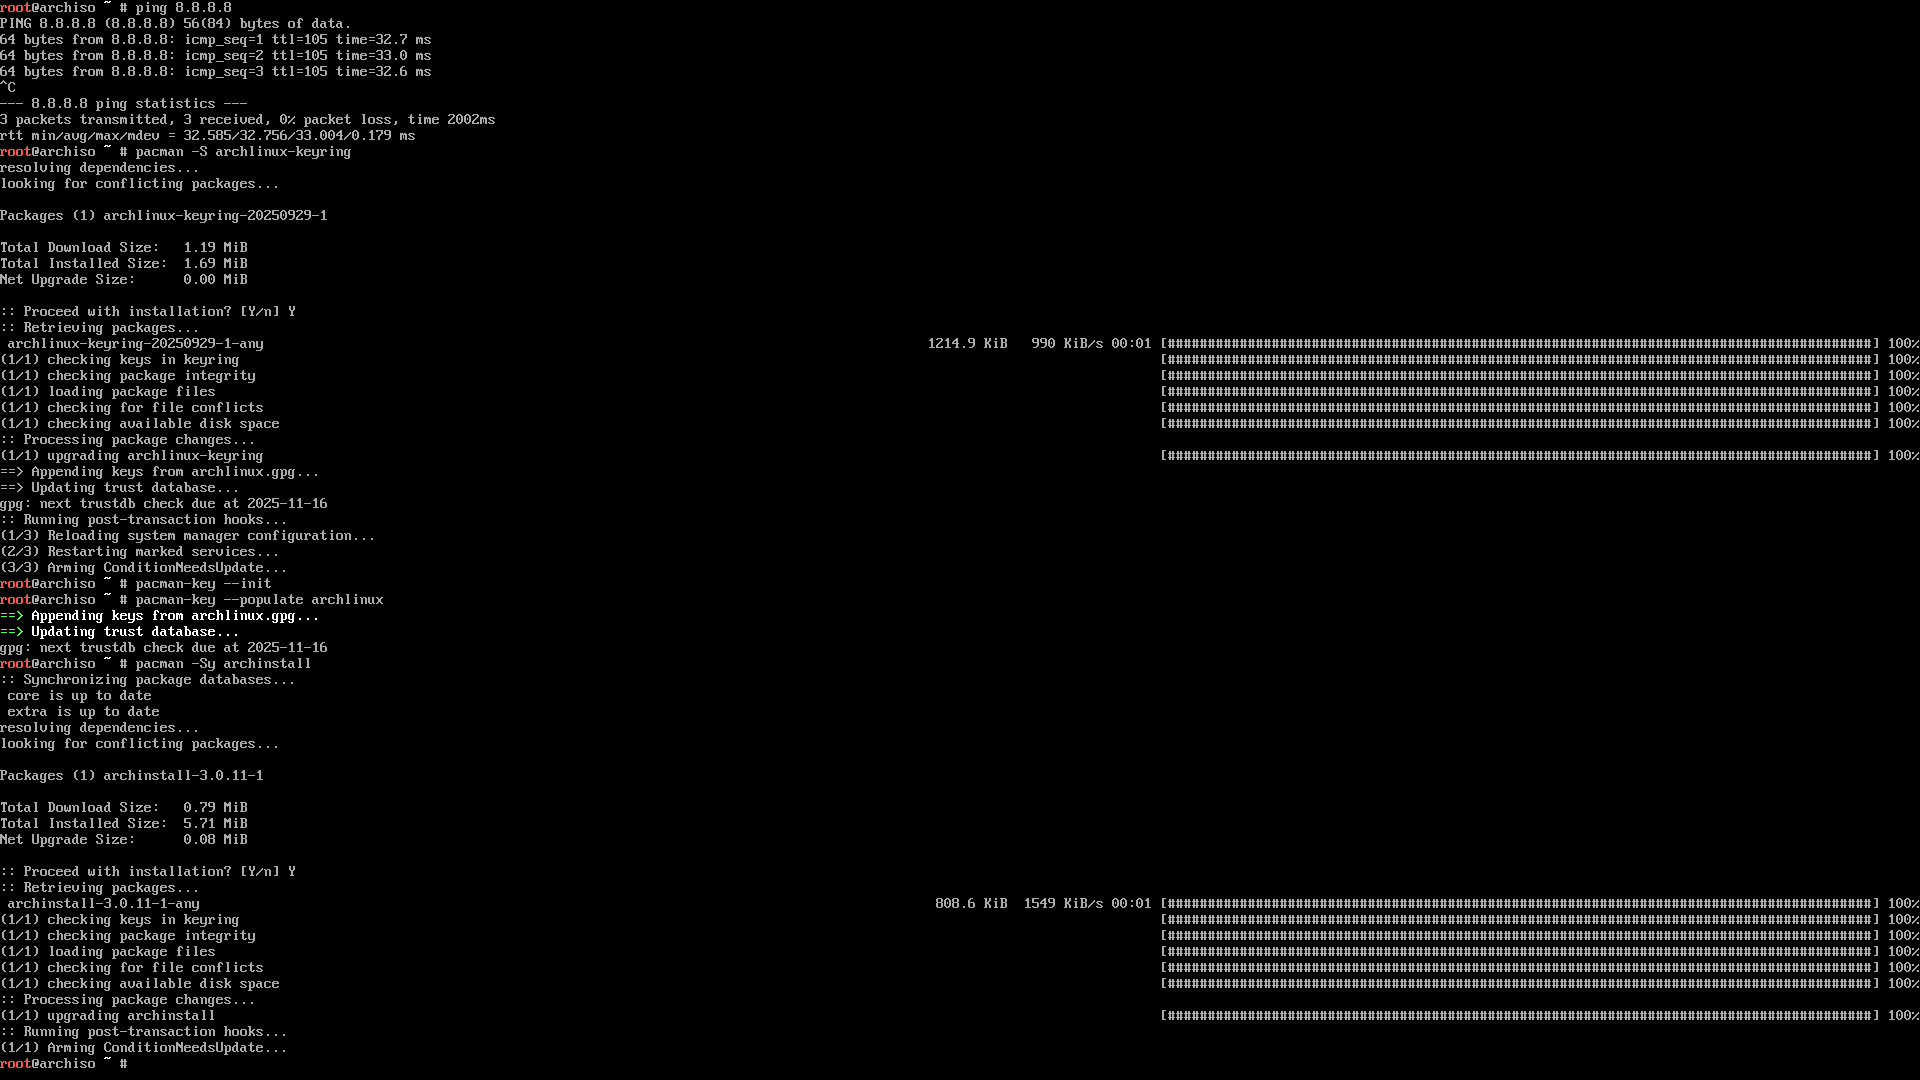 root@archiso ~ # ping 8.8.8.8
PING 8.8.8.8 (8.8.8.8) 56(84) bytes of data.
64 bytes from 8.8.8.8: icmp_seq=1 ttl=105 time=32.7 ms
64 bytes from 8.8.8.8: icmp_seq=2 ttl=105 time=33.0 ms
64 bytes from 8.8.8.8: icmp_seq=3 ttl=105 time=32.6 ms
^C
--- 8.8.8.8 ping statistics ---
3 packets transmitted, 3 received, 0% packet loss, time 2002ms
rtt min/avg/max/mdev = 32.585/32.756/33.004/0.179 ms
root@archiso ~ # pacman -S archlinux-keyring
resolving dependencies...
looking for conflicting packages...

Packages (1) archlinux-keyring-20250929-1

Total Download Size:   1.19 MiB
Total Installed Size:  1.69 MiB
Net Upgrade Size:      0.00 MiB

:: Proceed with installation? [Y/n] Y
:: Retrieving packages...
 archlinux-keyring-20250929-1-any   1214.9 KiB   990 KiB/s 00:01 [########################################################################################] 100%
(1/1) checking keys in keyring [########################################################################################] 100%
(1/1) checking package integrity [########################################################################################] 100%
(1/1) loading package files [########################################################################################] 100%
(1/1) checking for file conflicts [########################################################################################] 100%
(1/1) checking available disk space [########################################################################################] 100%
:: Processing package changes...
(1/1) upgrading archlinux-keyring [########################################################################################] 100%
==> Appending keys from archlinux.gpg...
==> Updating trust database...
gpg: next trustdb check due at 2025-11-16
:: Running post-transaction hooks...
(1/3) Reloading system manager configuration...
(2/3) Restarting marked services...
(3/3) Arming ConditionNeedsUpdate...
root@archiso ~ # pacman-key --init
root@archiso ~ # pacman-key --populate archlinux
==> Appending keys from archlinux.gpg...
==> Updating trust database...
gpg: next trustdb check due at 2025-11-16
root@archiso ~ # pacman -Sy archinstall
:: Synchronizing package databases...
 core is up to date
 extra is up to date
resolving dependencies...
looking for conflicting packages...

Packages (1) archinstall-3.0.11-1

Total Download Size:   0.79 MiB
Total Installed Size:  5.71 MiB
Net Upgrade Size:      0.08 MiB

:: Proceed with installation? [Y/n] Y
:: Retrieving packages...
 archinstall-3.0.11-1-any   808.6 KiB  1549 KiB/s 00:01 [########################################################################################] 100%
(1/1) checking keys in keyring [########################################################################################] 100%
(1/1) checking package integrity [########################################################################################] 100%
(1/1) loading package files [########################################################################################] 100%
(1/1) checking for file conflicts [########################################################################################] 100%
(1/1) checking available disk space [########################################################################################] 100%
:: Processing package changes...
(1/1) upgrading archinstall [########################################################################################] 100%
:: Running post-transaction hooks...
(1/1) Arming ConditionNeedsUpdate...
root@archiso ~ #